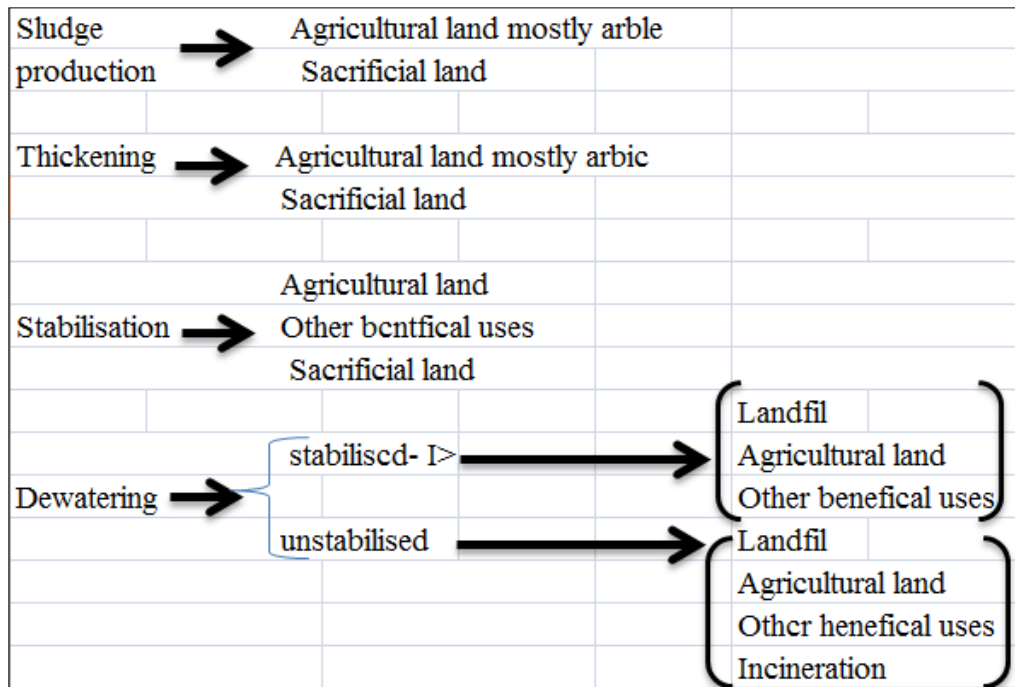 Sludge
production
Agricultural land mostly arble
Sacrificial land
Thickening
Agricultural land mostly arbic
Sacrificial land
Stabilisation
Agricultural land
Other bcntfical uses
Sacrificial land
Dewatering
stabiliscd- I>
Landfil
Agricultural land
Other benefical uses
unstabilised
Landfil
Agricultural land
Othcr henefical uses
Incineration